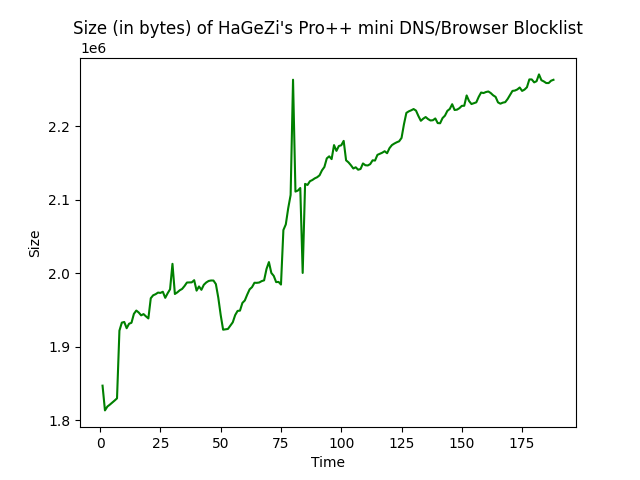 Size (in bytes) of HaGeZi's Pro++ mini DNS/Browser Blocklist
1e6
2.2
2.1
2.0
1.9
1.8
Size
0 25 50 75 100 125 150 175
Time